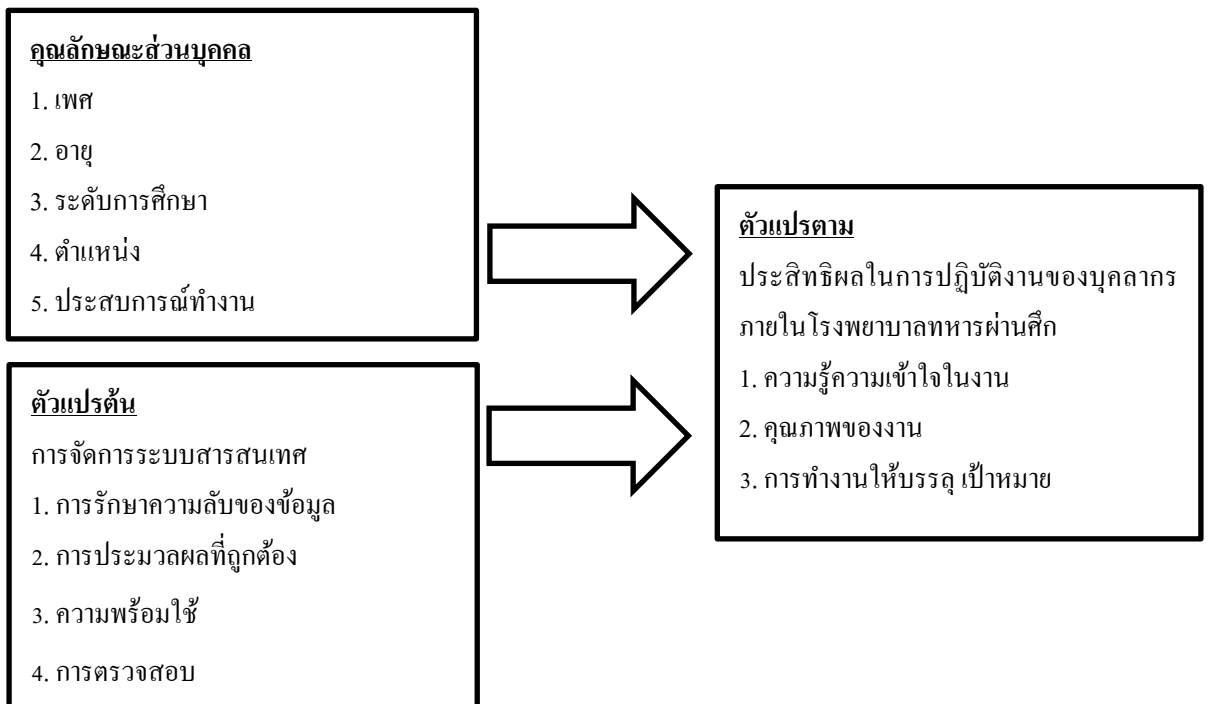 คุณลักษณะส่วนบุคคล
1. เพศ
2. อายุ
3. ระดับการศึกษา
4. ตำแหน่ง
5. ประสบการณ์ทำงาน
ตัวแปรต้น
การจัดการระบบสารสนเทศ
1. การรักษาความลับของข้อมูล
2. การประมวลผลที่ถูกต้อง
3. ความพร้อมใช้
4. การตรวจสอบ
ตัวแปรตาม
ประสิทธิผลในการปฏิบัติงานของบุคลากร
ภายในโรงพยาบาลทหารผ่านศึก
1. ความรู้ความเข้าใจในงาน
2. คุณภาพของงาน
3. การทำงานให้บรรลุ เป้าหมาย